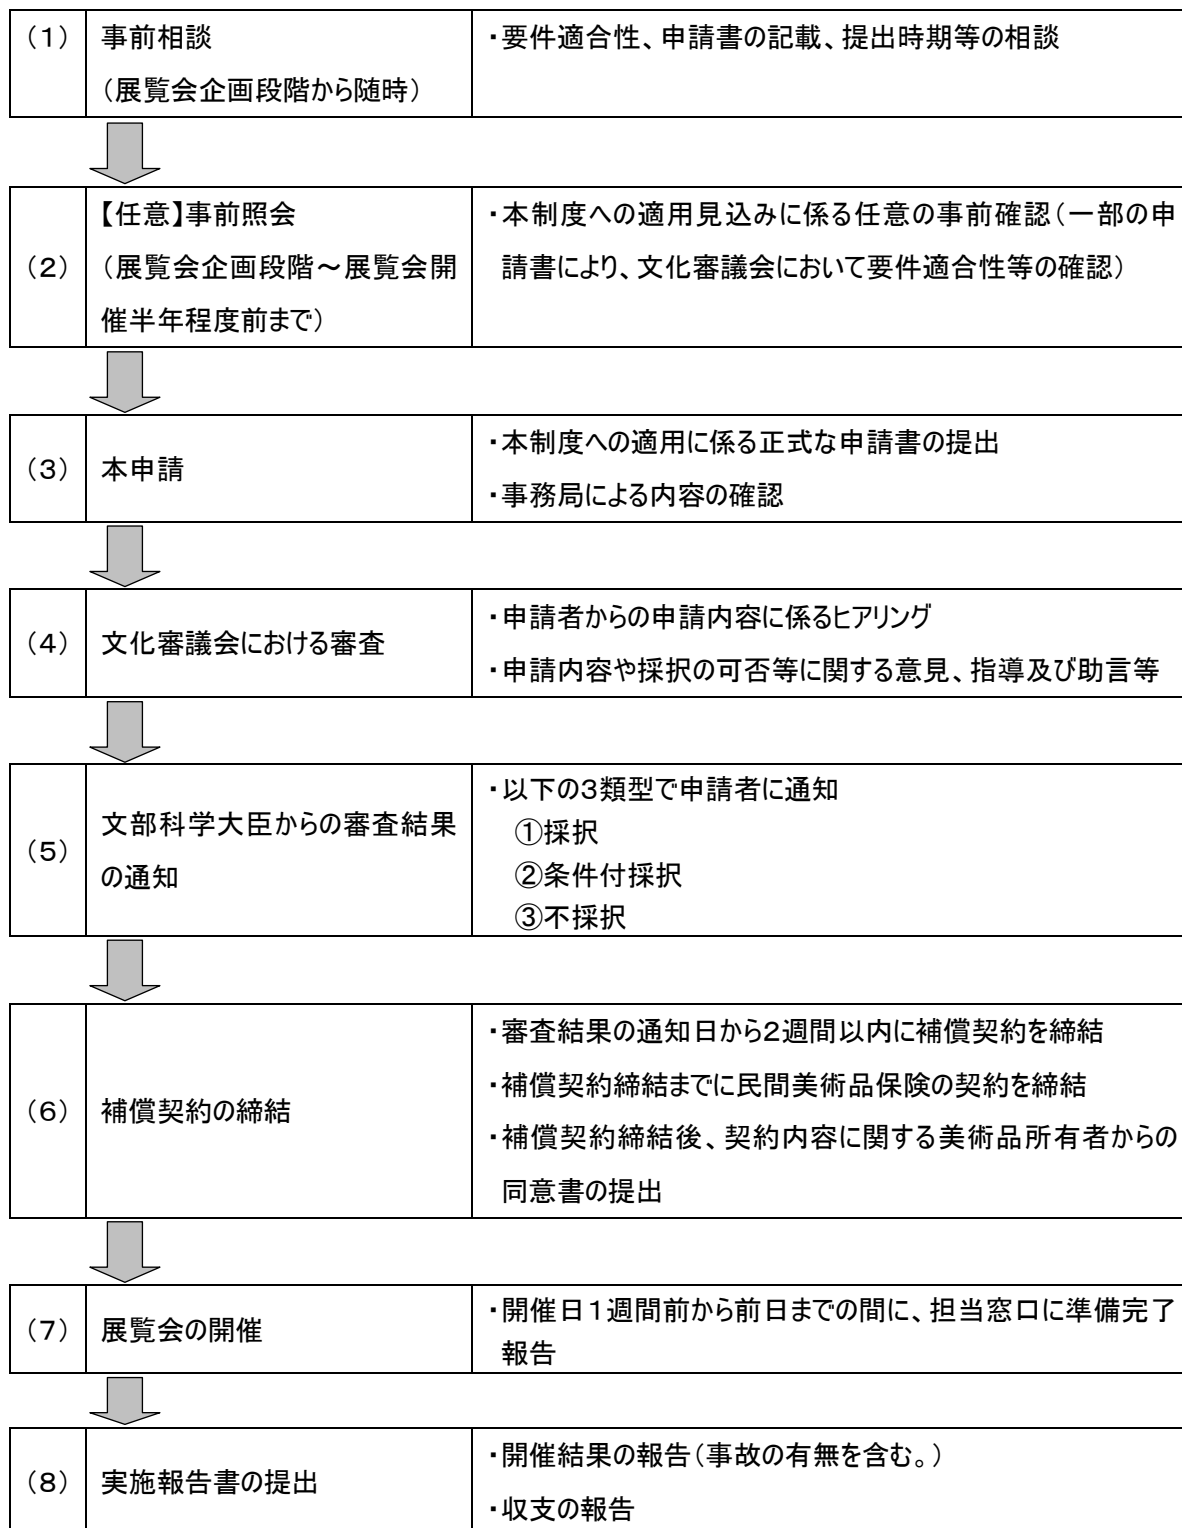 （1）
事前相談
（展覧会企画段階から随時）
・要件適合性、申請書の記載、提出時期等の相談
（2）
【任意】事前照会
（展覧会企画段階～展覧会開
催半年程度前まで）
・本制度への適用見込みに係る任意の事前確認（一部の申
請書により、文化審議会において要件適合性等の確認）
（3）
本申請
・本制度への適用に係る正式な申請書の提出
・事務局による内容の確認
（4）
文化審議会における審査
・申請者からの申請内容に係るヒアリング
・申請内容や採択の可否等に関する意見、指導及び助言等
（5）
文部科学大臣からの審査結果
の通知
・以下の3類型で申請者に通知
①採択
②条件付採択
③不採択
（6）
補償契約の締結
・審査結果の通知日から2週間以内に補償契約を締結
・補償契約締結までに民間美術品保険の契約を締結
・補償契約締結後、契約内容に関する美術品所有者からの
同意書の提出
（7）
展覧会の開催
・開催日1週間前から前日までの間に、担当窓口に準備完了
報告
（8）
実施報告書の提出
・開催結果の報告（事故の有無を含む。）
・収支の報告